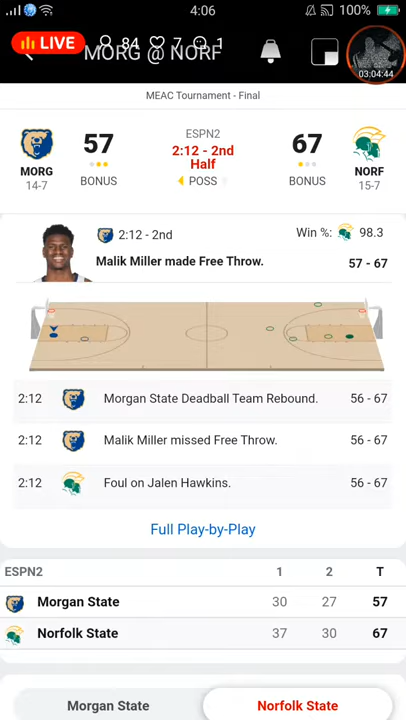 4:06
100%
LIVE 84 7 1
MORG @ NORF
03:04:44
MEAC Tournament - Final
57 ESPN2 67
2:12 - 2nd
Half
MORG NORF
14-7 BONUS POSS BONUS 15-7
2:12 - 2nd Win %: 98.3
Malik Miller made Free Throw. 57 - 67
2:12 Morgan State Deadball Team Rebound. 56 - 67
2:12 Malik Miller missed Free Throw. 56 - 67
2:12 Foul on Jalen Hawkins. 56 - 67
Full Play-by-Play
ESPN2 1 2 T
Morgan State 30 27 57
Norfolk State 37 30 67
Morgan State Norfolk State